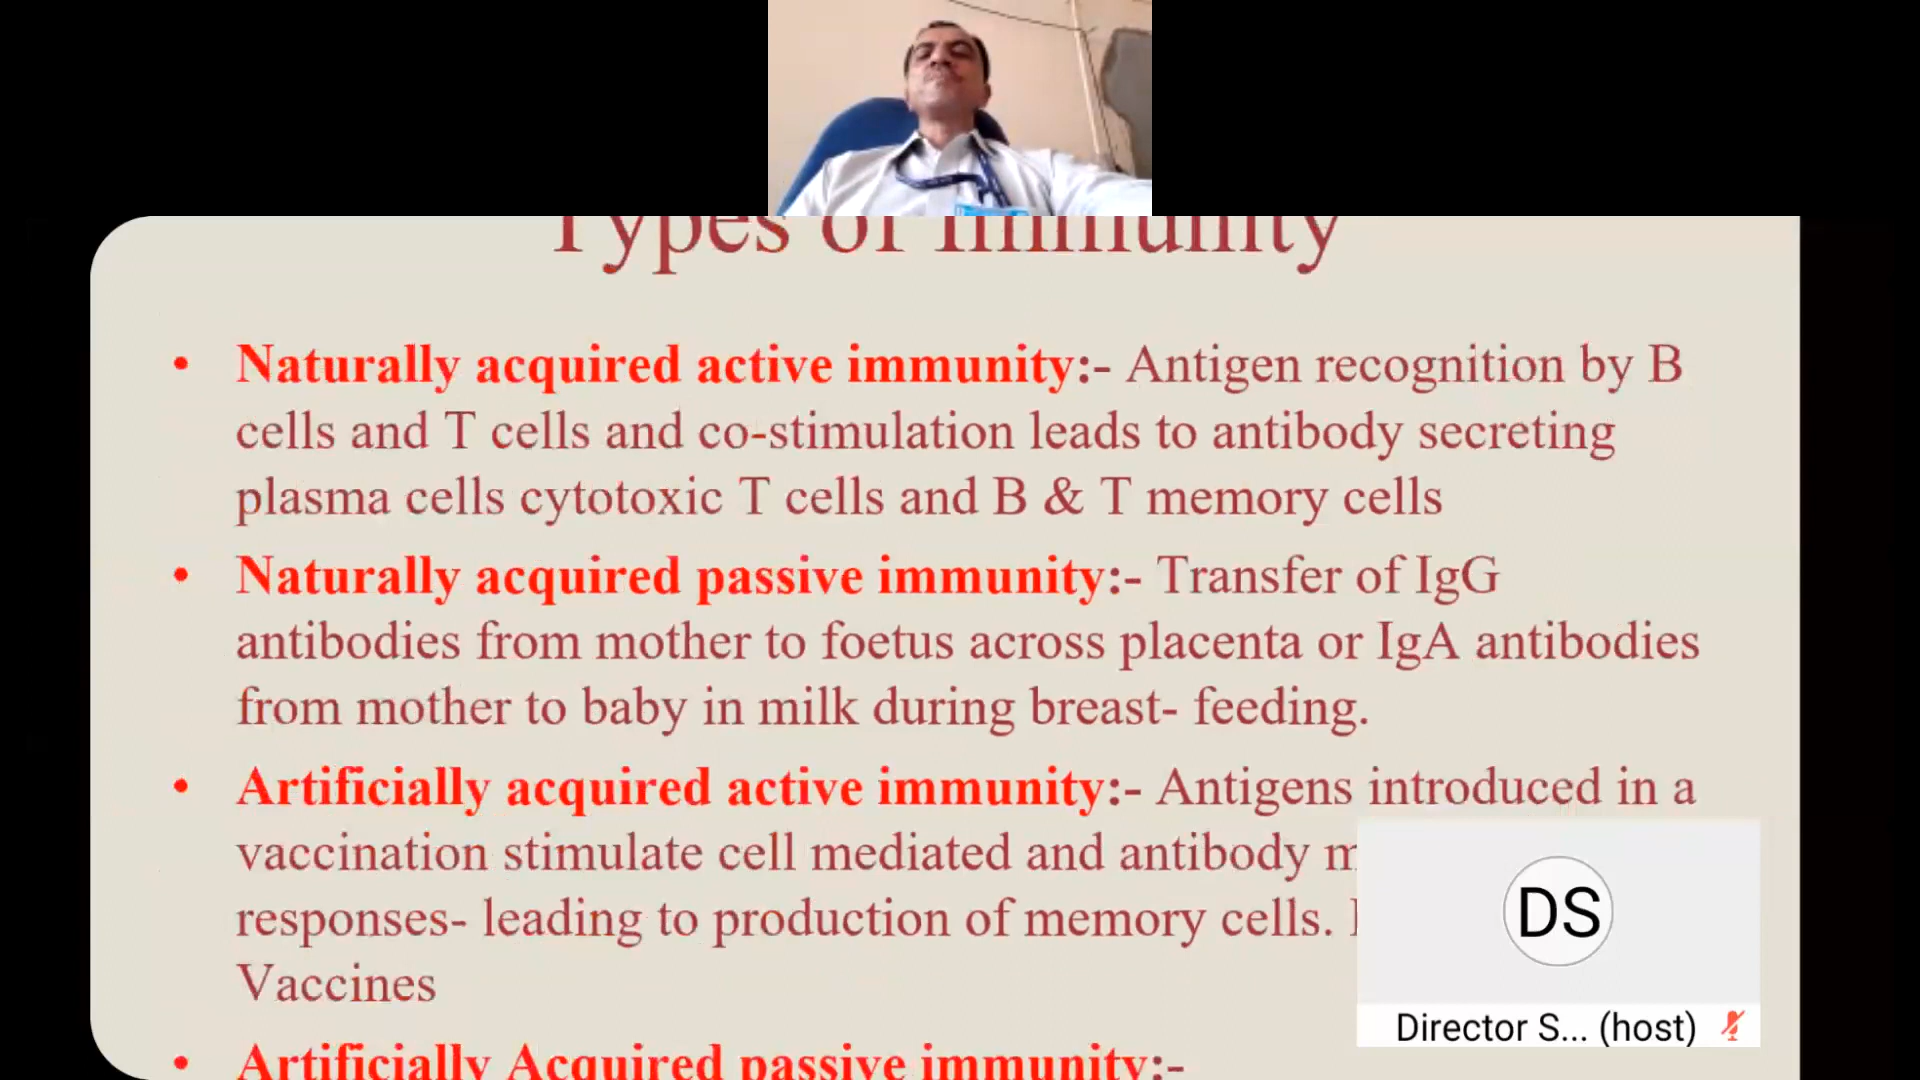 Types of Immunity
• Naturally acquired active immunity:- Antigen recognition by B
cells and T cells and co-stimulation leads to antibody secreting
plasma cells cytotoxic T cells and B & T memory cells
• Naturally acquired passive immunity:- Transfer of IgG
antibodies from mother to foetus across placenta or IgA antibodies
from mother to baby in milk during breast- feeding.
• Artificially acquired active immunity:- Antigens introduced in a
vaccination stimulate cell mediated and antibody
responses- leading to production of memory cells.
Vaccines
• Artificially Acquired passive immunity:-
DS
Director S... (host)